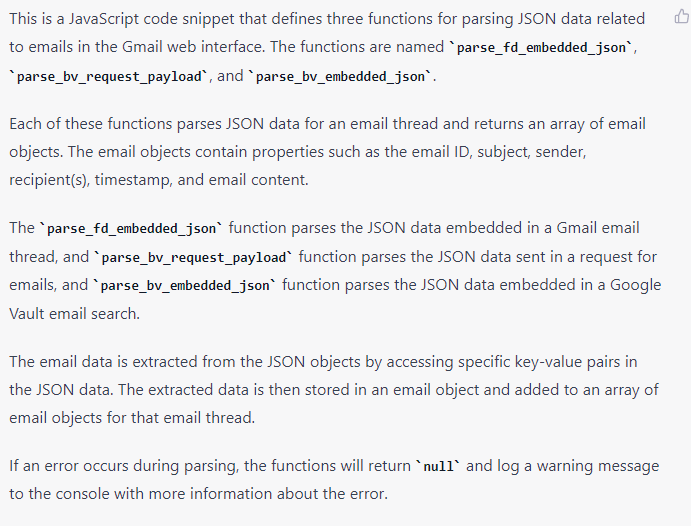 This is a JavaScript code snippet that defines three functions for parsing JSON data related
to emails in the Gmail web interface. The functions are named `parse_fd_embedded_json`,
`parse_bv_request_payload`, and `parse_bv_embedded_json`.
Each of these functions parses JSON data for an email thread and returns an array of email
objects. The email objects contain properties such as the email ID, subject, sender,
recipient(s), timestamp, and email content.
The `parse_fd_embedded_json` function parses the JSON data embedded in a Gmail email
thread, and `parse_bv_request_payload` function parses the JSON data sent in a request for
emails, and `parse_bv_embedded_json` function parses the JSON data embedded in a Google
Vault email search.
The email data is extracted from the JSON objects by accessing specific key-value pairs in
the JSON data. The extracted data is then stored in an email object and added to an array of
email objects for that email thread.
If an error occurs during parsing, the functions will return `null` and log a warning message
to the console with more information about the error.